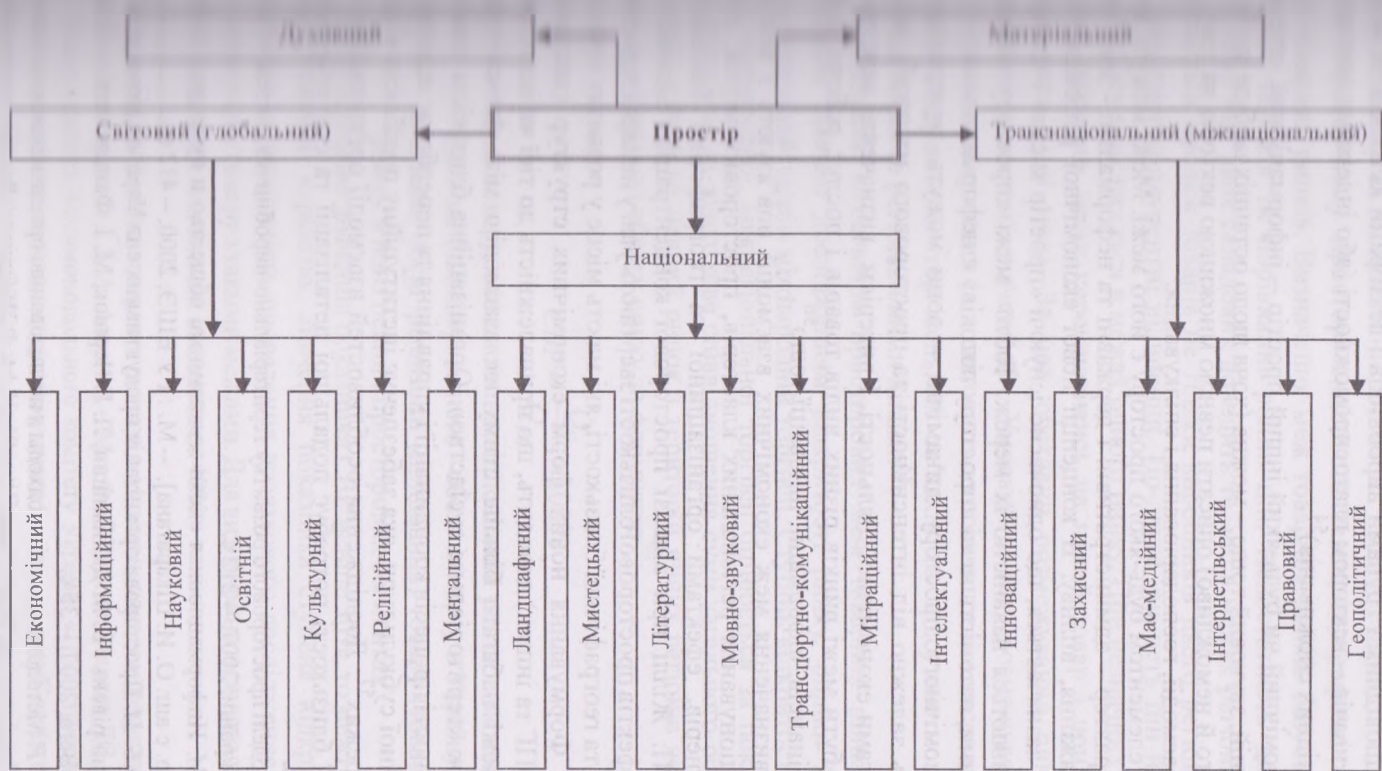 Духовний
Матеріальний
Світовий (глобальний)
Простір
Транснаціональний (міжнаціональний)
Національний
Економічний
Інформаційний
Науковий
Освітній
Культурний
Релігійний
Ментальний
Ландшафтний
Мистецький
Літературний
Мовно-звуковий
Транспортно-комунікаційний
Міграційний
Інтелектуальний
Інноваційний
Захисний
Мас-медійний
Інтернетівський
Правовий
Геополітичний